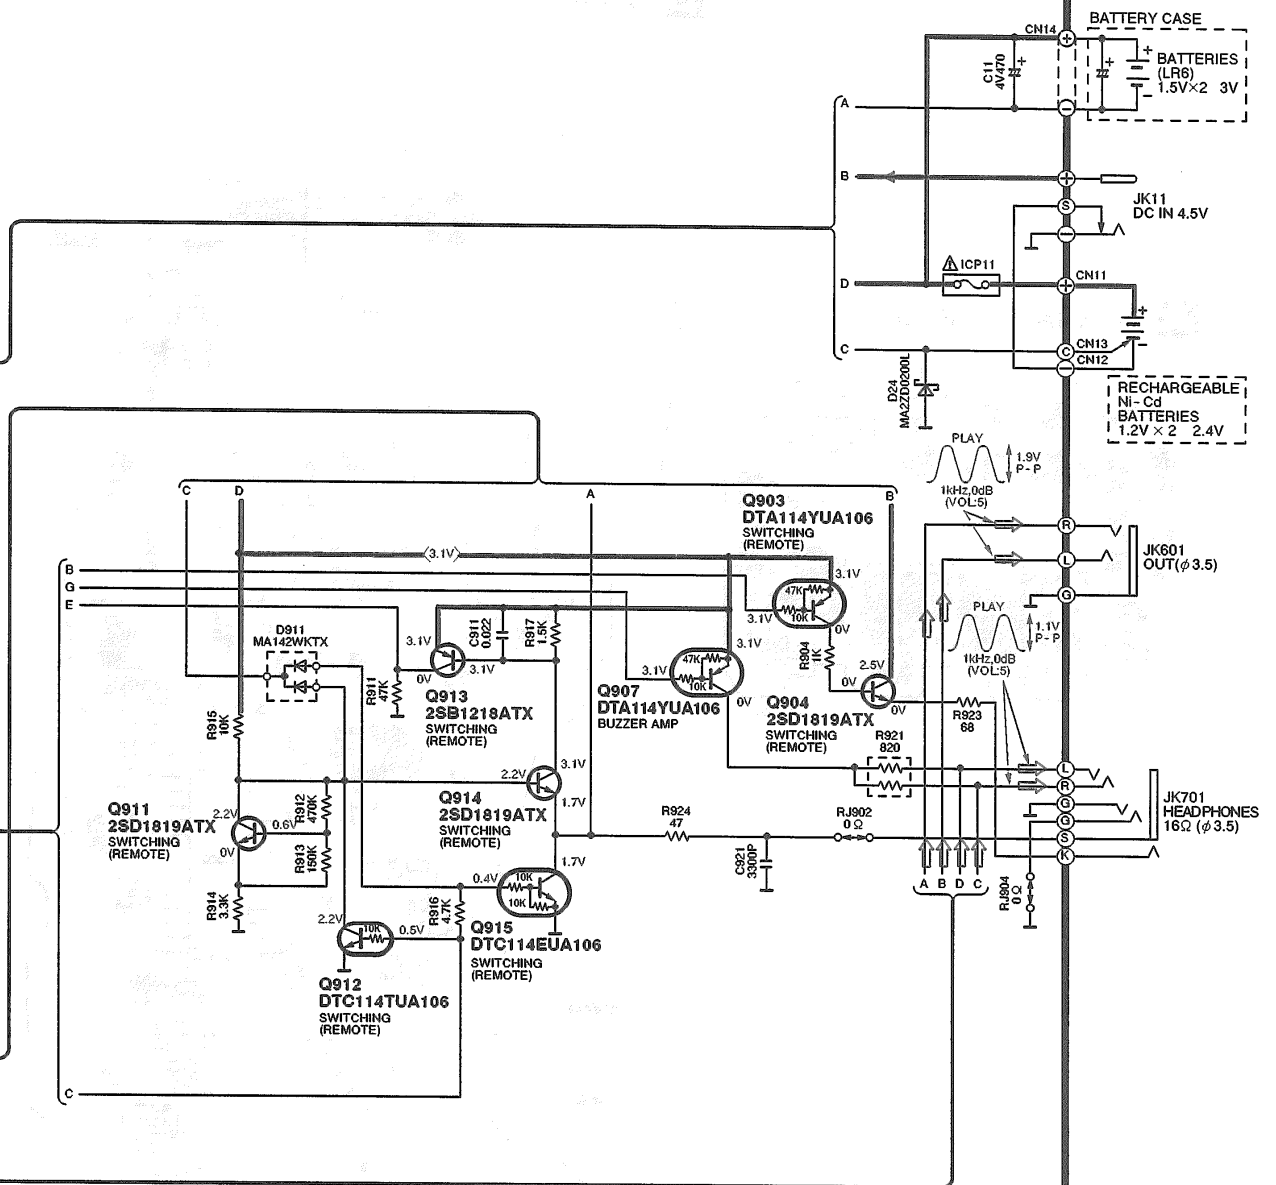 BATTERY CASE
CN14
+
C11
4V470
+
+
+
−
BATTERIES
(LR6)
1.5V×2 3V
A
−
B
+
JK11
DC IN 4.5V
S
−
ICP11
D
+
CN11
+
−
C
C
CN13
CN12
−
D24
MA2ZD0200L
RECHARGEABLE
Ni-Cd
BATTERIES
1.2V × 2 2.4V
PLAY
1.9V
P-P
1kHz,0dB
(VOL:5)
C
D
A
B
Q903
DTA114YUA106
SWITCHING
(REMOTE)
R
L
G
JK601
OUT(φ3.5)
⟨3.1V⟩
B
G
E
3.1V
47K
10K
3.1V
0V
PLAY
1.1V
P-P
1kHz,0dB
(VOL:5)
D911
MA142WKTX
3.1V
0V
3.1V
C911
0.022
R917
1.5K
R911
47K
Q913
2SB1218ATX
SWITCHING
(REMOTE)
3.1V
47K
10K
3.1V
0V
Q907
DTA114YUA106
BUZZER AMP
R904
1K
0V
2.5V
0V
Q904
2SD1819ATX
SWITCHING
(REMOTE)
R923
68
R915
10K
R921
820
2.2V
3.1V
1.7V
Q914
2SD1819ATX
SWITCHING
(REMOTE)
Q911
2SD1819ATX
SWITCHING
(REMOTE)
2.2V
0.6V
0V
R912
470K
R913
150K
R914
3.3K
R924
47
C921
3300P
RJ902
0 Ω
L
R
G
G
S
K
JK701
HEADPHONES
16Ω (φ3.5)
1.7V
0.4V
10K
10K
R916
4.7K
Q915
DTC114EUA106
SWITCHING
(REMOTE)
A B D C
RJ904
0 Ω
2.2V
10K
0.5V
Q912
DTC114TUA106
SWITCHING
(REMOTE)
C